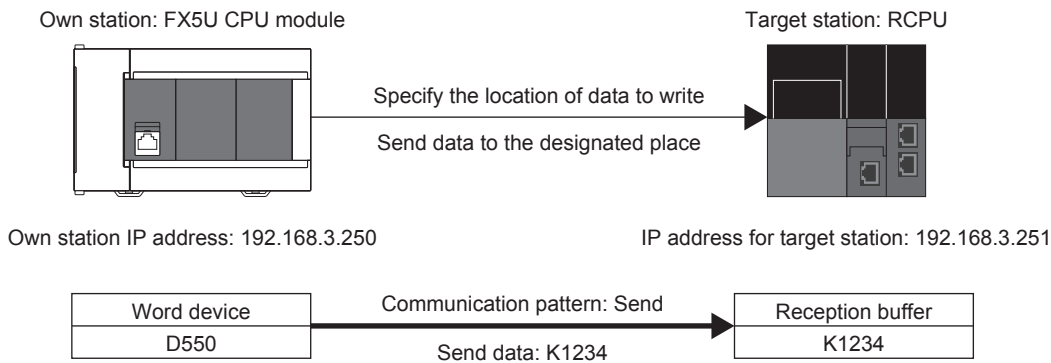 Own station: FX5U CPU module
Target station: RCPU
Specify the location of data to write
Send data to the designated place
Own station IP address: 192.168.3.250
IP address for target station: 192.168.3.251
Word device
D550
Communication pattern: Send
Send data: K1234
Reception buffer
K1234